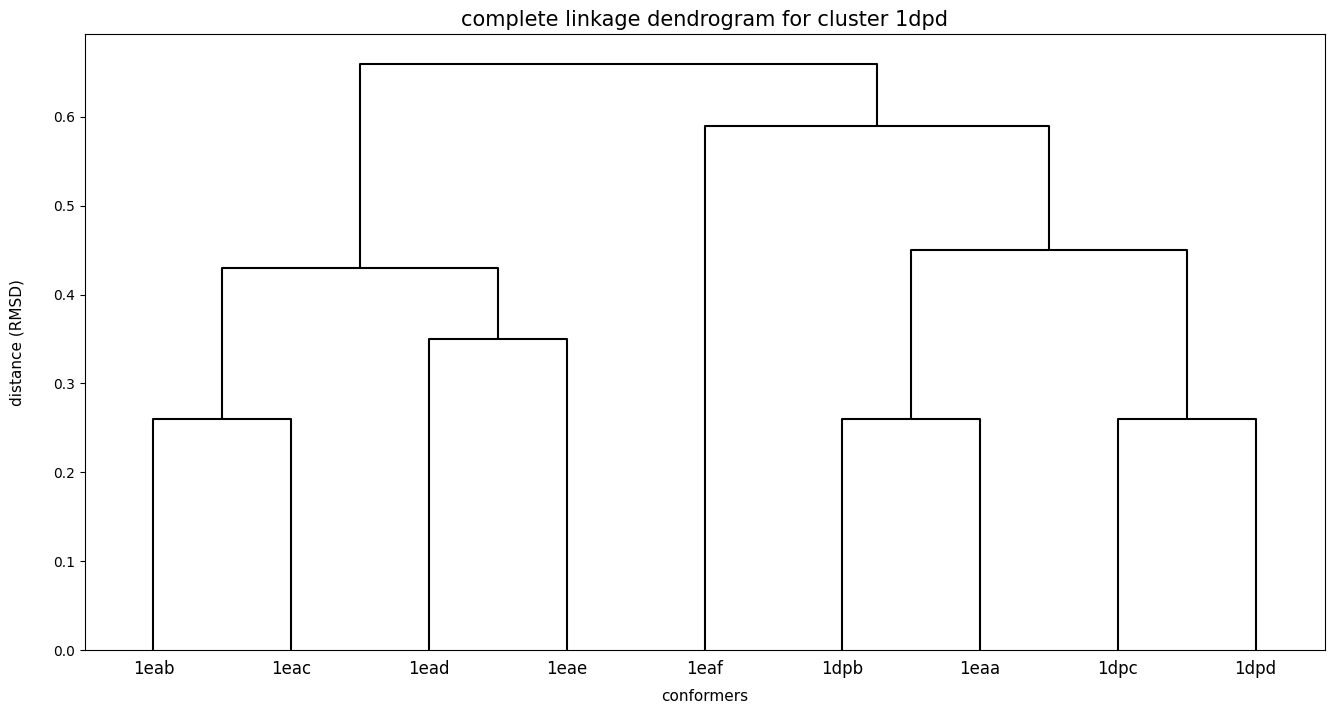 complete linkage dendrogram for cluster 1dpd
0.6
0.5
0.4
0.3
0.2
0.1
0.0
distance (RMSD)
1eab 1eac 1ead 1eae 1eaf 1dpb 1eaa 1dpc 1dpd
conformers